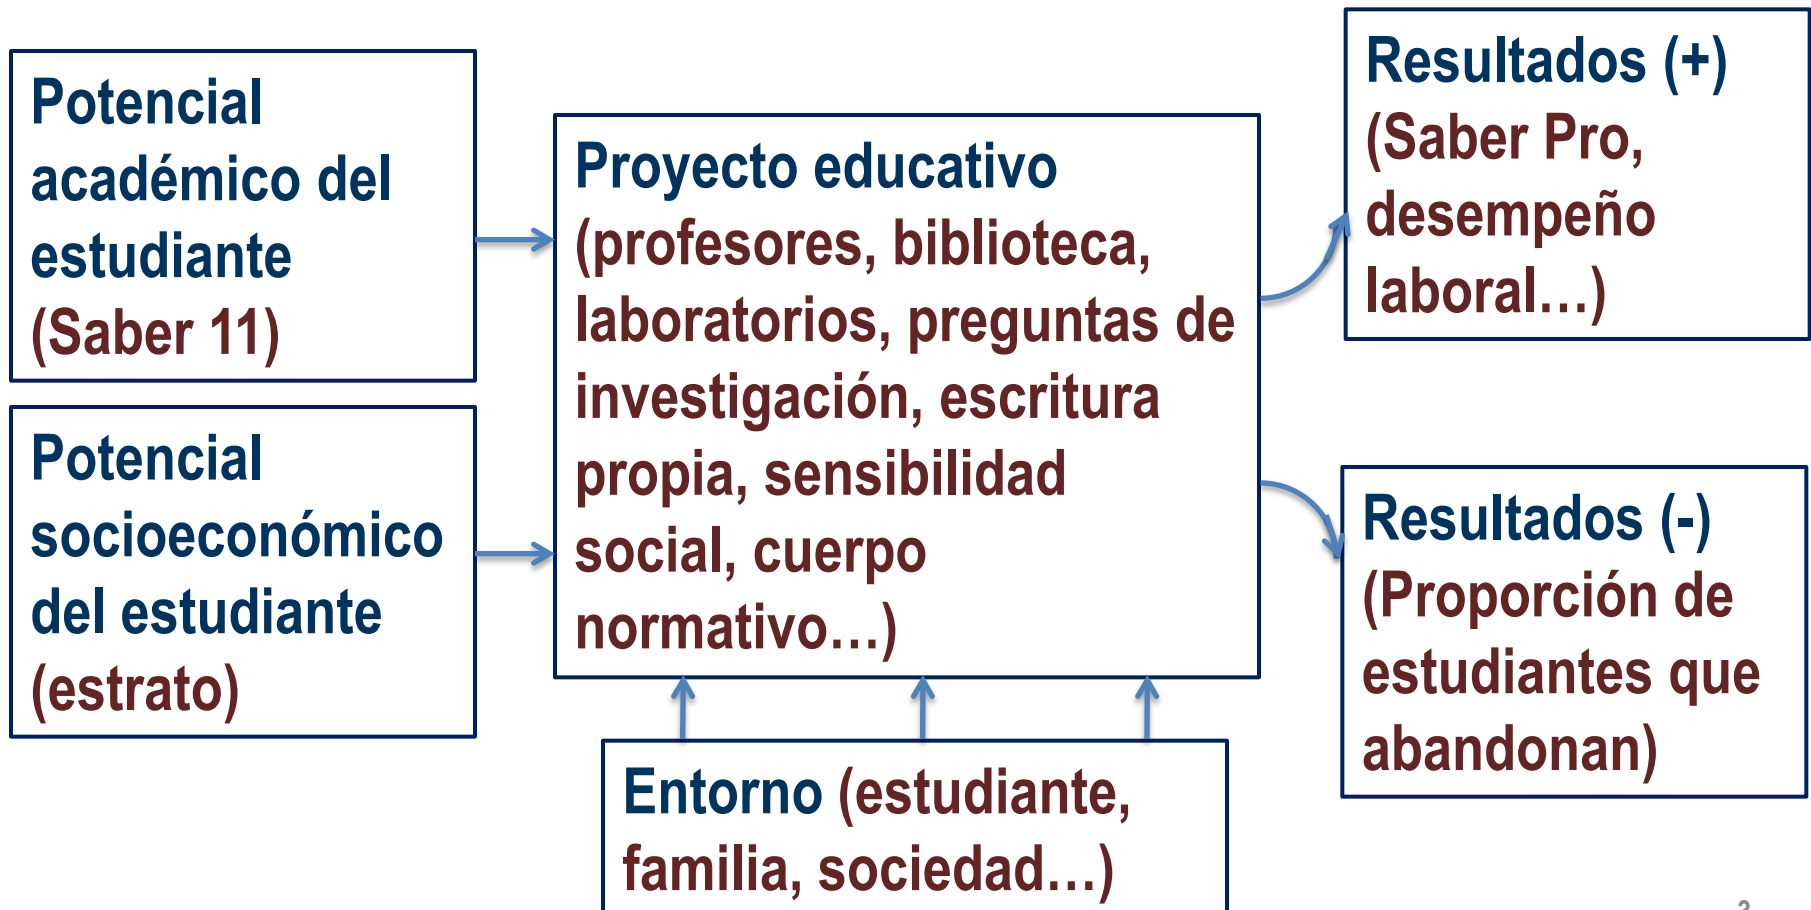 Potencial
académico del
estudiante
(Saber 11)
Potencial
socioeconómico
del estudiante
(estrato)
Proyecto educativo
(profesores, biblioteca,
laboratorios, preguntas de
investigación, escritura
propia, sensibilidad
social, cuerpo
normativo…)
Entorno (estudiante,
familia, sociedad…)
Resultados (+)
(Saber Pro,
desempeño
laboral…)
Resultados (-)
(Proporción de
estudiantes que
abandonan)